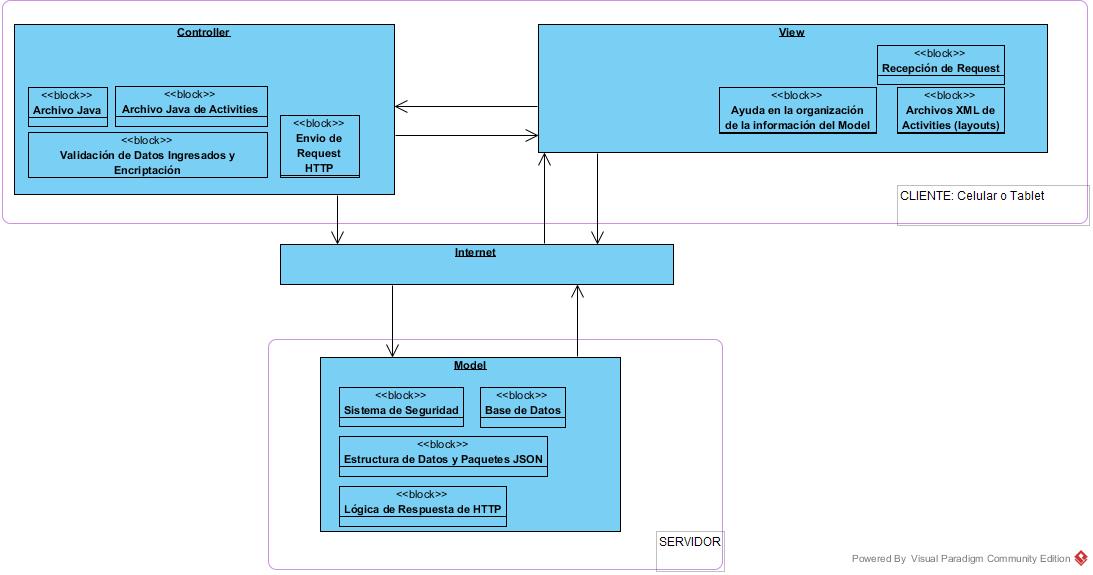 Controller
<<block>>
Archivo Java
<<block>>
Archivo Java de Activities
<<block>>
Validación de Datos Ingresados y
Encriptación
<<block>>
Envio de
Request
HTTP
View
<<block>>
Recepción de Request
<<block>>
Ayuda en la organización
de la información del Model
<<block>>
Archivos XML de
Activities (layouts)
CLIENTE: Celular o Tablet
Internet
Model
<<block>>
Sistema de Seguridad
<<block>>
Base de Datos
<<block>>
Estructura de Datos y Paquetes JSON
<<block>>
Lógica de Respuesta de HTTP
SERVIDOR
Powered By Visual Paradigm Community Edition